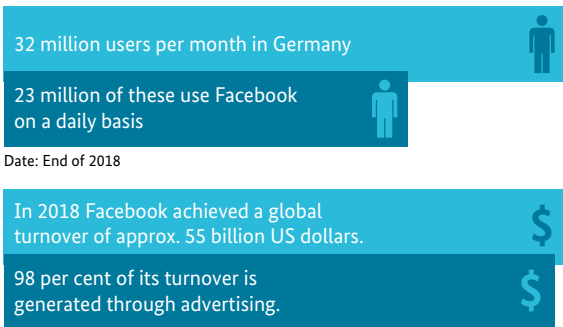 32 million users per month in Germany
23 million of these use Facebook
on a daily basis
Date: End of 2018
In 2018 Facebook achieved a global
turnover of approx. 55 billion US dollars.
$
98 per cent of its turnover is
generated through advertising.
$